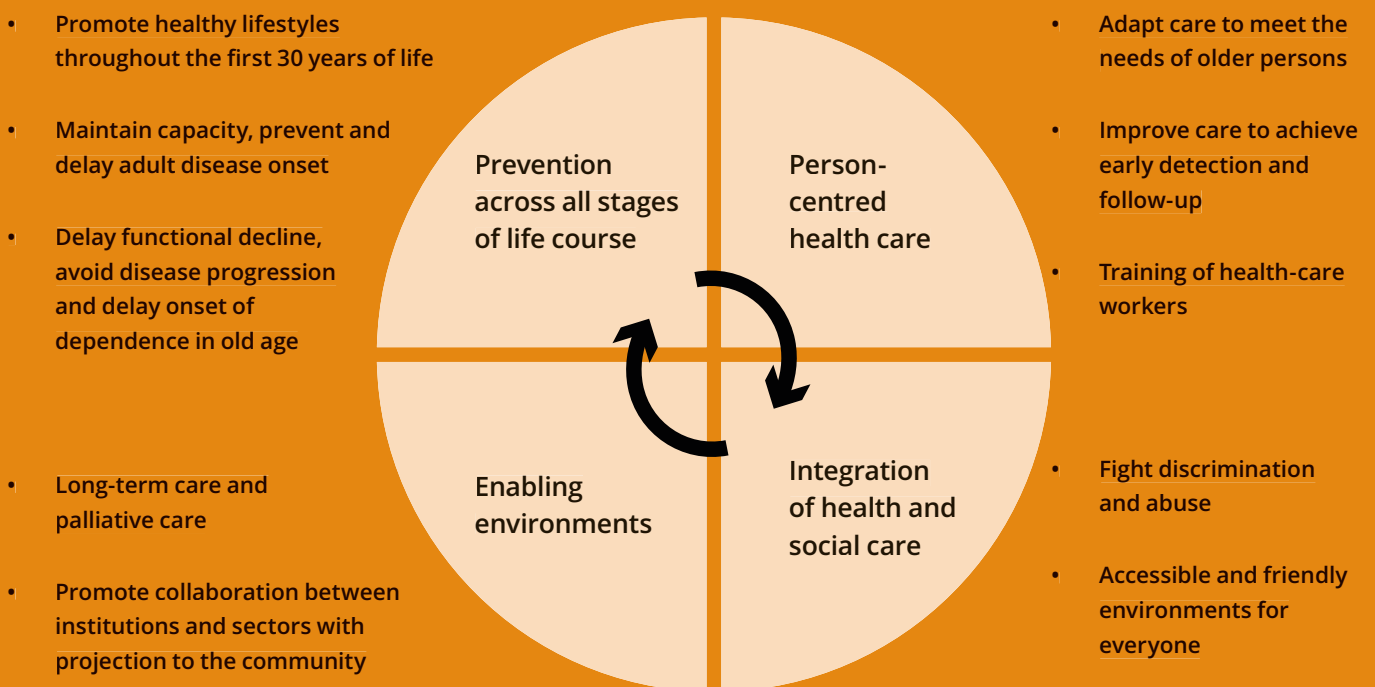 • Promote healthy lifestyles
throughout the first 30 years of life
• Maintain capacity, prevent and
delay adult disease onset
• Delay functional decline,
avoid disease progression
and delay onset of
dependence in old age
Prevention
across all stages
of life course
Person-
centred
health care
• Adapt care to meet the
needs of older persons
• Improve care to achieve
early detection and
follow-up
• Training of health-care
workers
• Long-term care and
palliative care
• Promote collaboration between
institutions and sectors with
projection to the community
Enabling
environments
Integration
of health and
social care
• Fight discrimination
and abuse
• Accessible and friendly
environments for
everyone